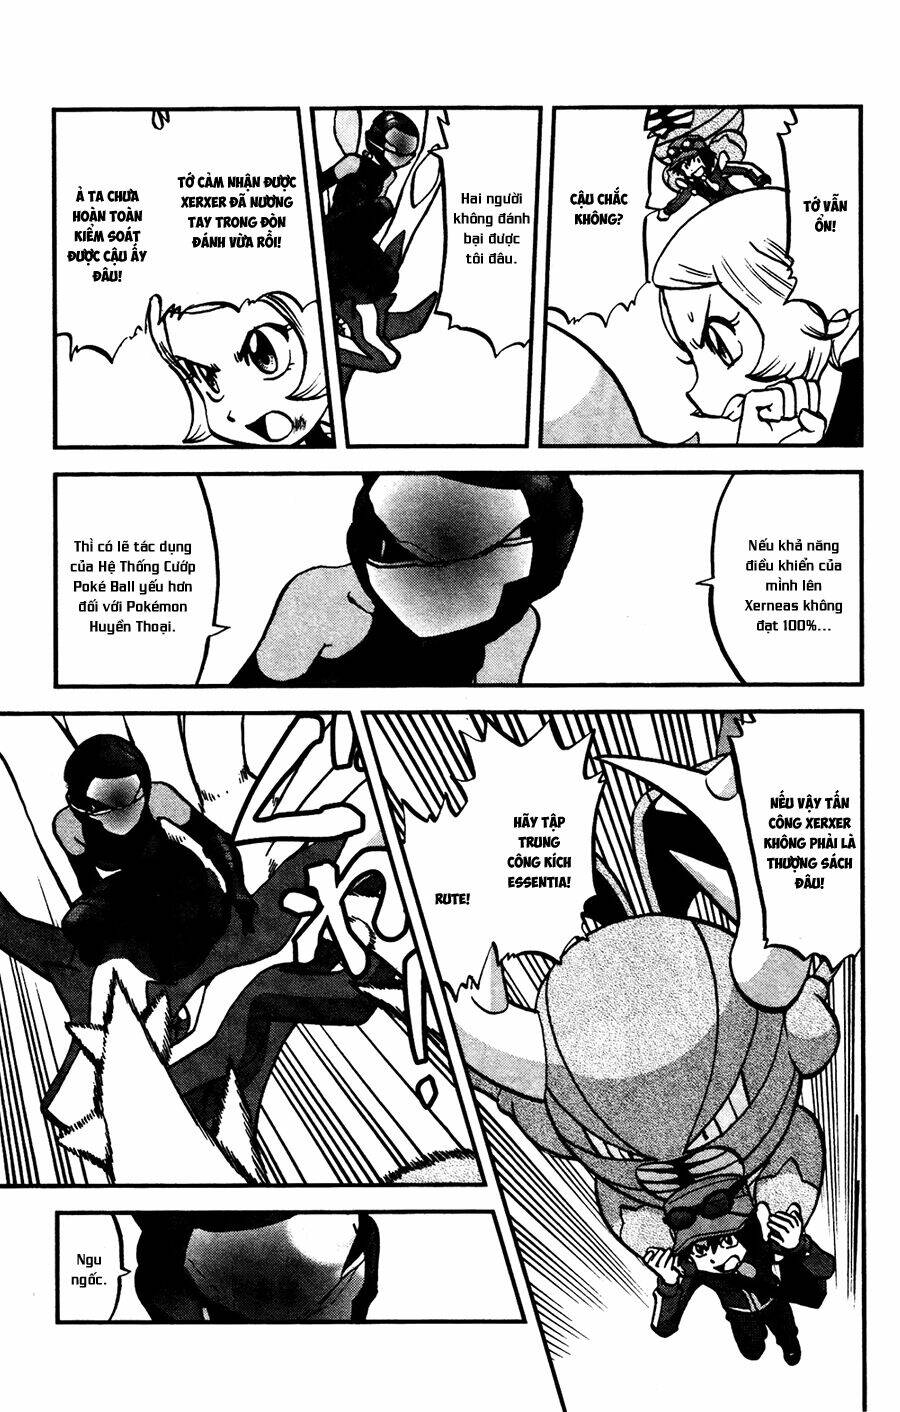 TỚ VẪN
ỔN!
CẬU CHẮC
KHÔNG?
Hai người
không đánh
bại được
tôi đâu.
TỚ CẢM NHẬN ĐƯỢC
XERXER ĐÃ NƯƠNG
TAY TRONG ĐÒN
ĐÁNH VỪA RỒI!
À TA CHƯA
HOÀN TOÀN
KIỂM SOÁT
ĐƯỢC CẬU ẤY
ĐÂU!
Nếu khả năng
điều khiển của
mình lên
Xerneas không
đạt 100%...
Thì có lẽ tác dụng
của Hệ Thống Cướp
Poké Ball yếu hơn
đối với Pokémon
Huyền Thoại.
NẾU VẬY TẤN
CÔNG XERXER
KHÔNG PHẢI LÀ
THƯỢNG SÁCH
ĐÂU!
HÃY TẬP
TRUNG
CÔNG KÍCH
ESSENTIA!
RUTE!
Ngu
ngốc.